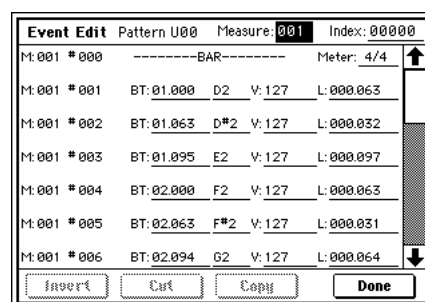 Event Edit Pattern U00 Measure: 001 Index: 00000
M: 001 #000 --------BAR-------- Meter: 4/4
M: 001 #001 BT: 01.000 D2 V: 127 L: 000.063
M: 001 #002 BT: 01.063 D#2 V: 127 L: 000.032
M: 001 #003 BT: 01.095 E2 V: 127 L: 000.097
M: 001 #004 BT: 02.000 F2 V: 127 L: 000.063
M: 001 #005 BT: 02.063 F#2 V: 127 L: 000.031
M: 001 #006 BT: 02.094 G2 V: 127 L: 000.064
Insert Cut Copy Done